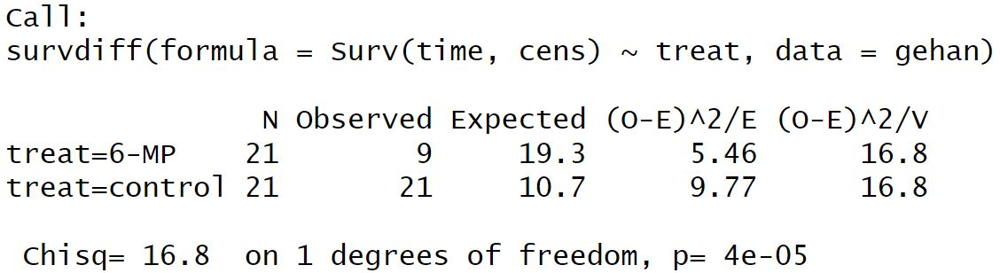 Call:
survdiff(formula = Surv(time, cens) ~ treat, data = gehan)
N Observed Expected (O-E)^2/E (O-E)^2/V
treat=6-MP 21 9 19.3 5.46 16.8
treat=control 21 21 10.7 9.77 16.8
Chisq= 16.8 on 1 degrees of freedom, p= 4e-05